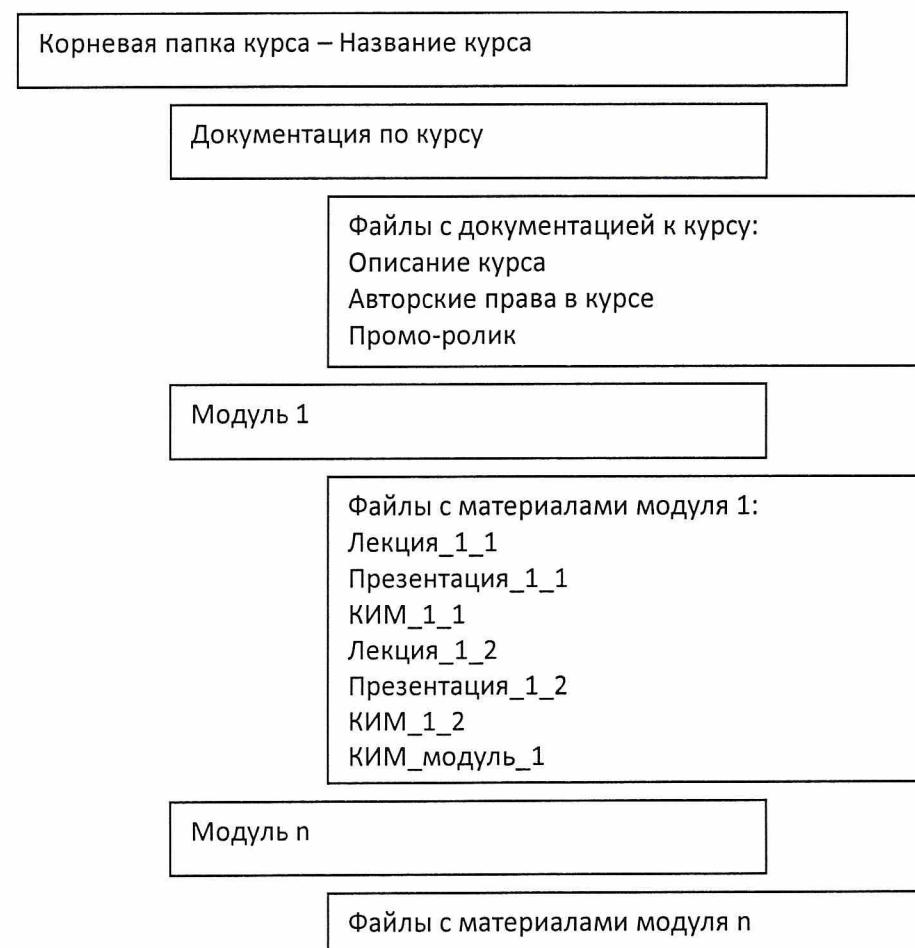 Корневая папка курса – Название курса
Документация по курсу
Файлы с документацией к курсу:
Описание курса
Авторские права в курсе
Промо-ролик
Модуль 1
Файлы с материалами модуля 1:
Лекция_1_1
Презентация_1_1
КИМ_1_1
Лекция_1_2
Презентация_1_2
КИМ_1_2
КИМ_модуль_1
Модуль n
Файлы с материалами модуля n